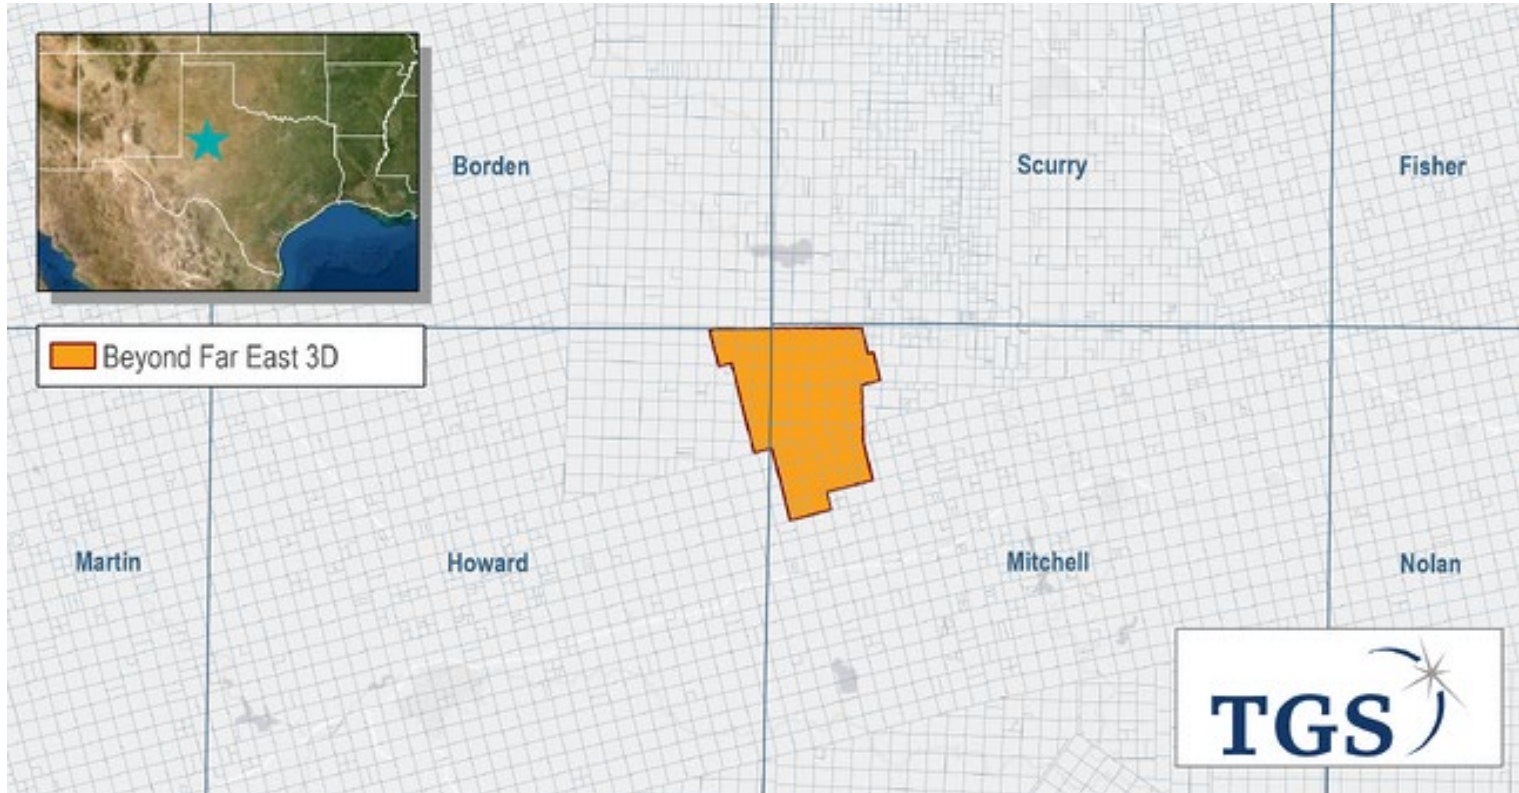 Borden
Scurry
Fisher
Beyond Far East 3D
Martin
Howard
Mitchell
Nolan
TGS